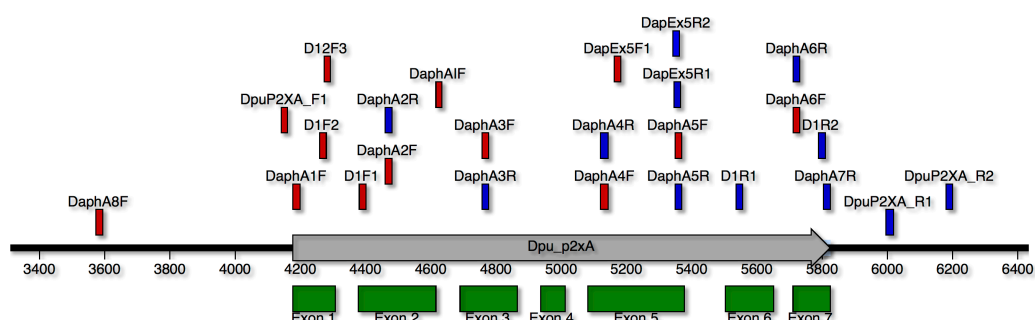 DapEx5R2
D12F3 DapEx5F1 DaphA6R
DaphAIF DapEx5R1
DpuP2XA_F1 DaphA2R DaphA6F
D1F2 DaphA3F DaphA4R DaphA5F D1R2
DaphA2F
DaphA1F D1F1 DaphA3R DaphA4F DaphA5R D1R1 DaphA7R DpuP2XA_R2
DaphA8F DpuP2XA_R1
Dpu_p2xA
3400 3600 3800 4000 4200 4400 4600 4800 5000 5200 5400 5600 5800 6000 6200 6400
Exon 1 Exon 2 Exon 3 Exon 4 Exon 5 Exon 6 Exon 7